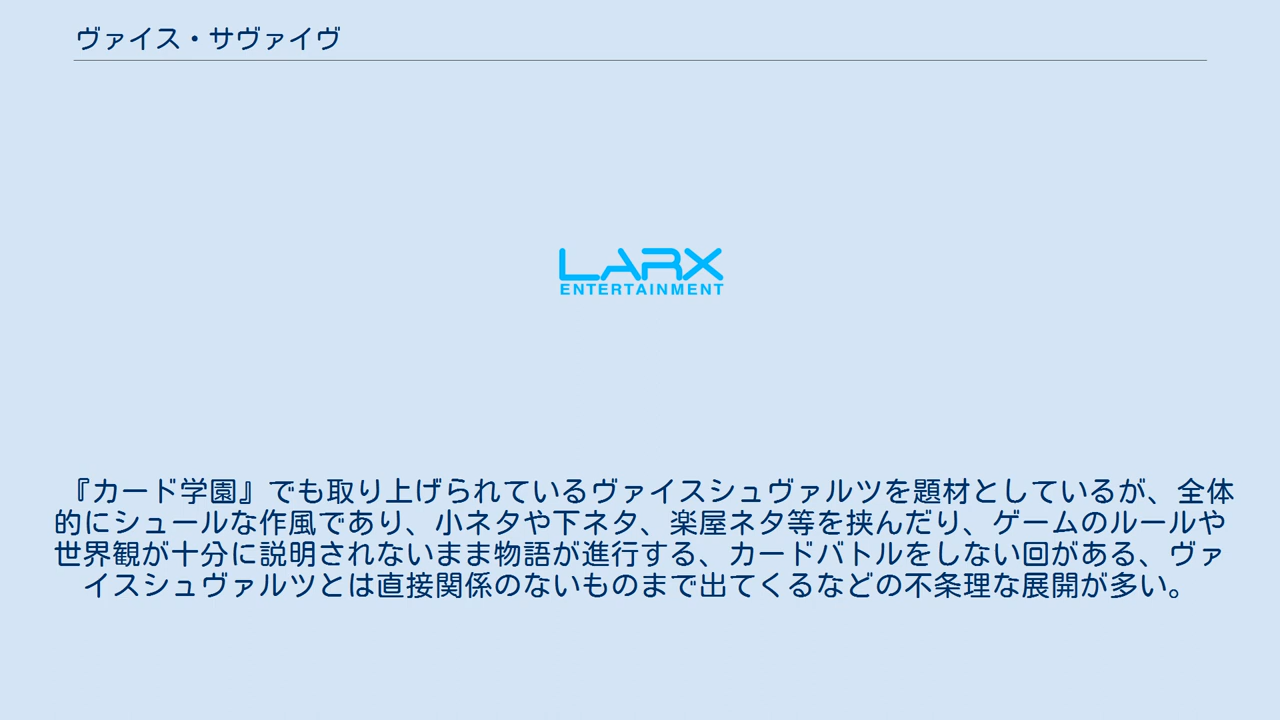 ヴァイス・サヴァイヴ
LARX
ENTERTAINMENT
『カード学園』でも取り上げられているヴァイスシュヴァルツを題材としているが、全体
的にシュールな作風であり、小ネタや下ネタ、楽屋ネタ等を挟んだり、ゲームのルールや
世界観が十分に説明されないまま物語が進行する、カードバトルをしない回がある、ヴァ
イスシュヴァルツとは直接関係のないものまで出てくるなどの不条理な展開が多い。